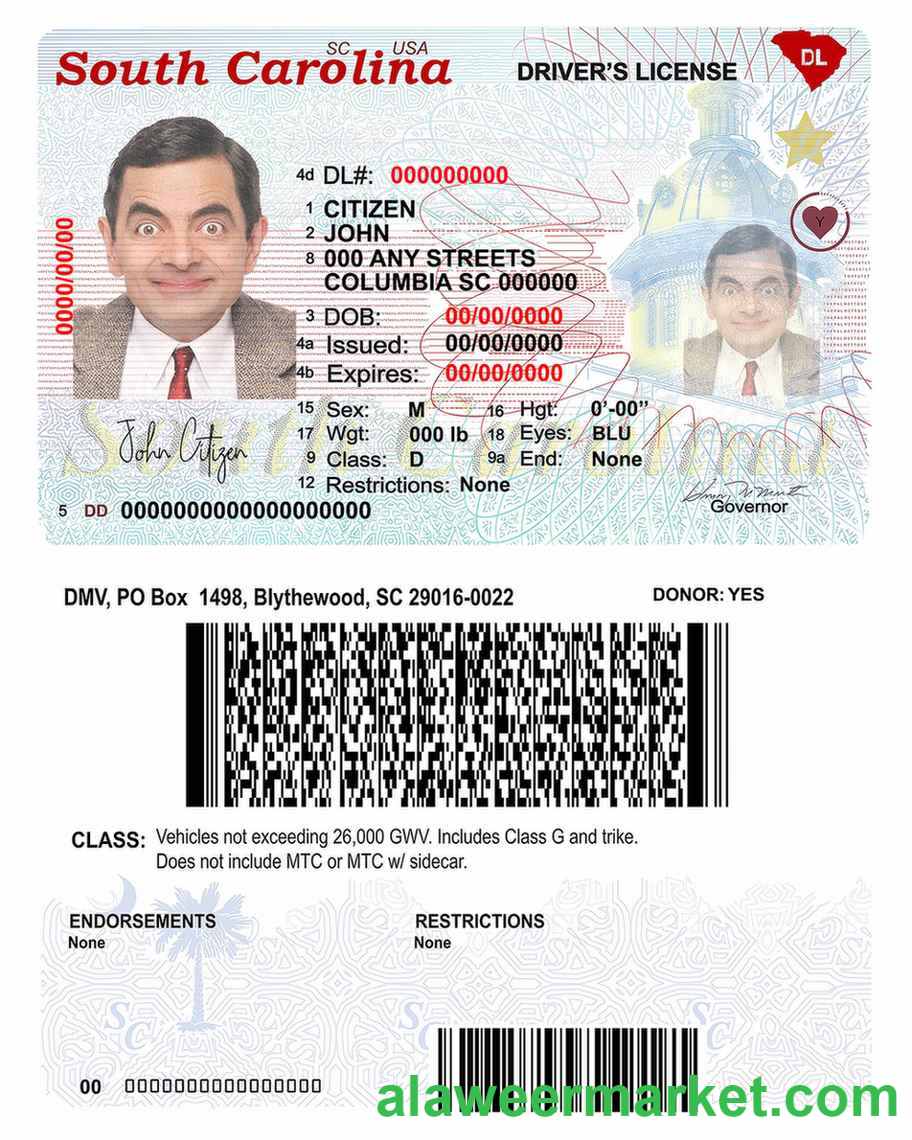 SC USA
South Carolina
DRIVER'S LICENSE
DL
4d DL#: 000000000
Y
1 CITIZEN
2 JOHN
8 000 ANY STREETS
COLUMBIA SC 000000
0000/00/00
3 DOB: 00/00/0000
4a Issued: 00/00/0000
4b Expires: 00/00/0000
15 Sex: M 16 Hgt: 0'-00"
17 Wgt: 000 lb 18 Eyes: BLU
9 Class: D 9a End: None
12 Restrictions: None
South Carolina
John Citizen
Governor
5 DD 0000000000000000000
DMV, PO Box 1498, Blythewood, SC 29016-0022
DONOR: YES
CLASS: Vehicles not exceeding 26,000 GWV. Includes Class G and trike.
Does not include MTC or MTC w/ sidecar.
ENDORSEMENTS
None
RESTRICTIONS
None
SC SC SC
00 0000000000000000
alaweermarket.com